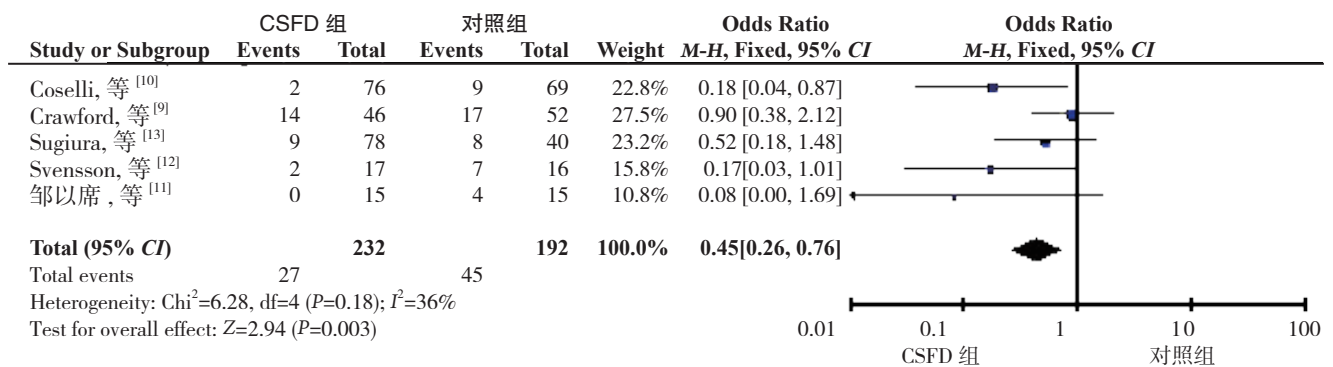 CSFD 组 对照组 Odds Ratio Odds Ratio
Study or Subgroup Events Total Events Total Weight M-H, Fixed, 95% CI M-H, Fixed, 95% CI
Coselli, 等 [10] 2 76 9 69 22.8% 0.18 [0.04, 0.87]
Crawford, 等 [9] 14 46 17 52 27.5% 0.90 [0.38, 2.12]
Sugiura, 等 [13] 9 78 8 40 23.2% 0.52 [0.18, 1.48]
Svensson, 等 [12] 2 17 7 16 15.8% 0.17[0.03, 1.01]
邹以席 , 等 [11] 0 15 4 15 10.8% 0.08 [0.00, 1.69]
Total (95% CI) 232 192 100.0% 0.45[0.26, 0.76]
Total events 27 45
Heterogeneity: Chi²=6.28, df=4 (P=0.18); I²=36%
Test for overall effect: Z=2.94 (P=0.003)
0.01 0.1 1 10 100
CSFD 组 对照组